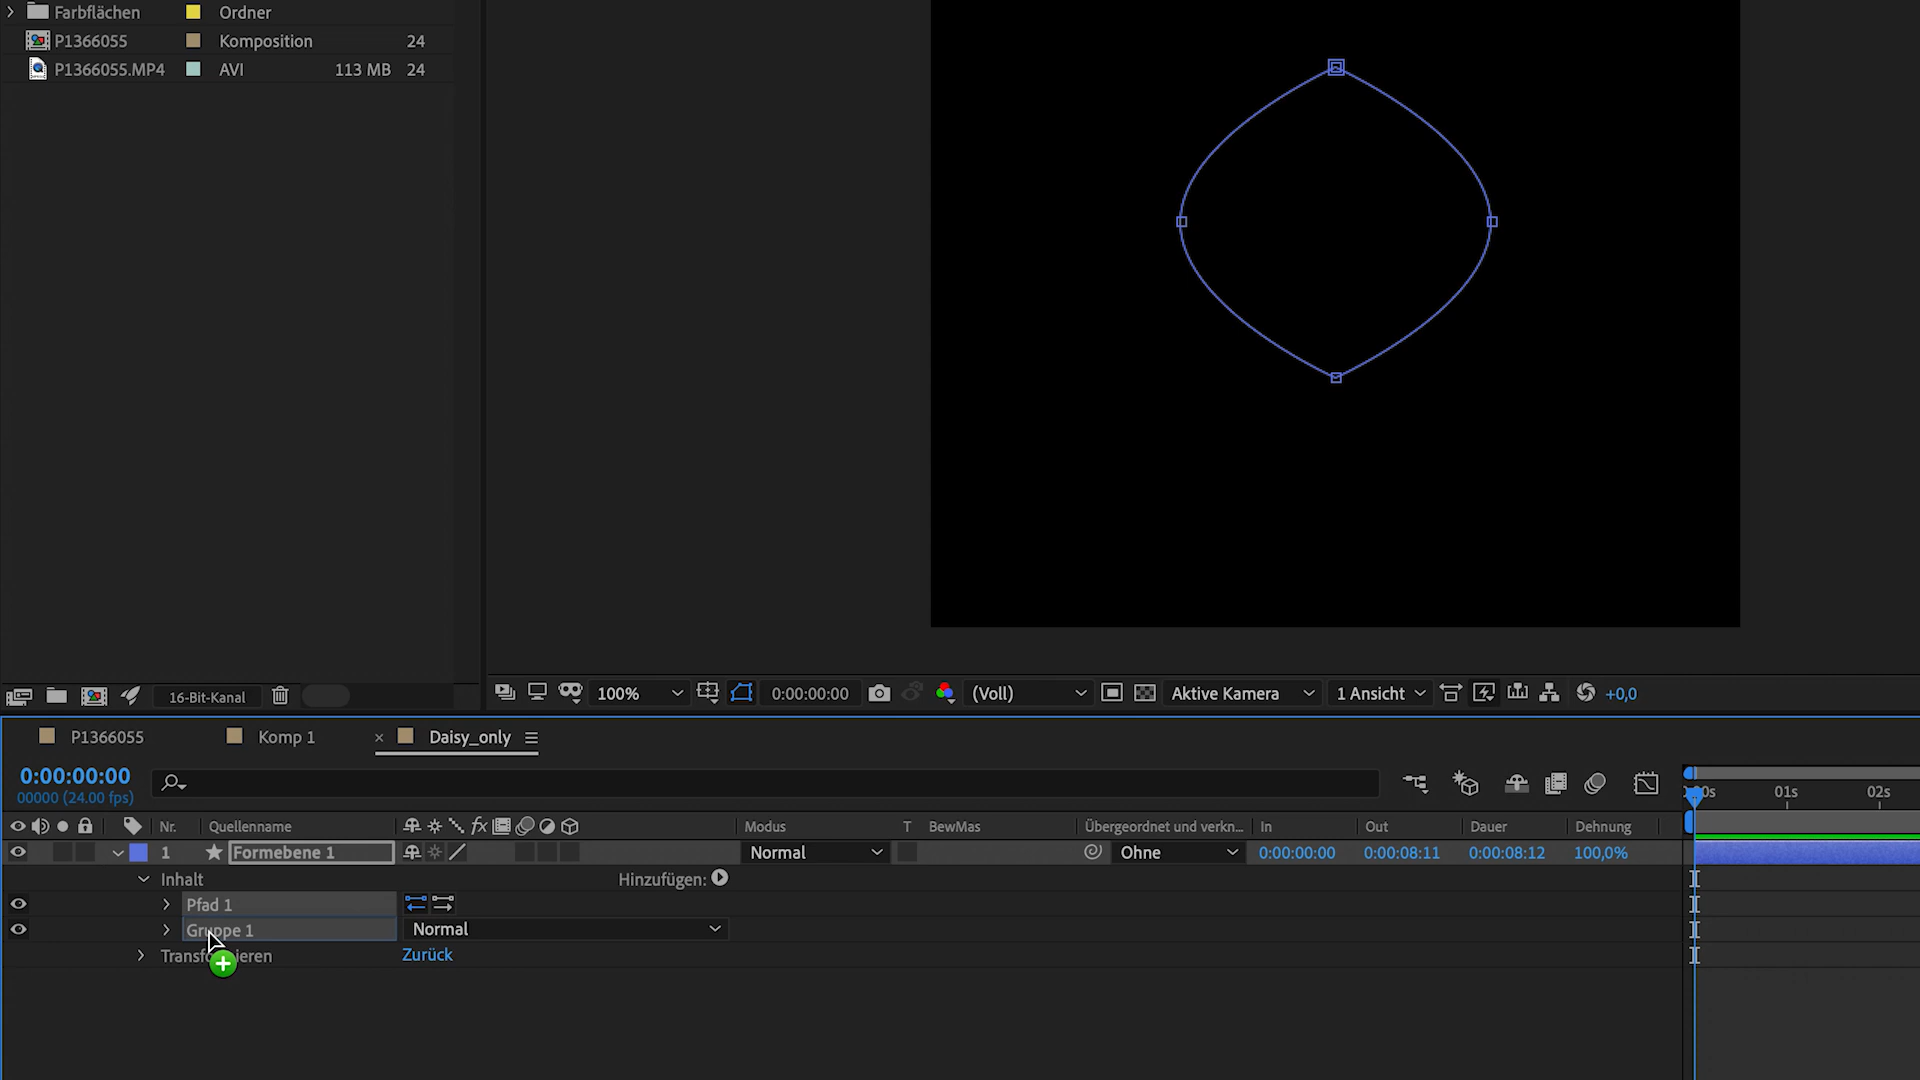 Farbflächen Ordner
P1366055 Komposition 24
P1366055.MP4 AVI 113 MB 24
16-Bit-Kanal 100% 0:00:00:00 (Voll) Aktive Kamera 1 Ansicht +0,0
P1366055 Komp 1 × Daisy_only
0:00:00:00
00000 (24.00 fps)
00s 01s 02s
Nr. Quellenname fx Modus T BewMas Übergeordnet und verkn... In Out Dauer Dehnung
1 Formebene 1 Normal Ohne 0:00:00:00 0:00:08:11 0:00:08:12 100,0%
Inhalt Hinzufügen:
Pfad 1
Gruppe 1 Normal
Transformieren Zurück